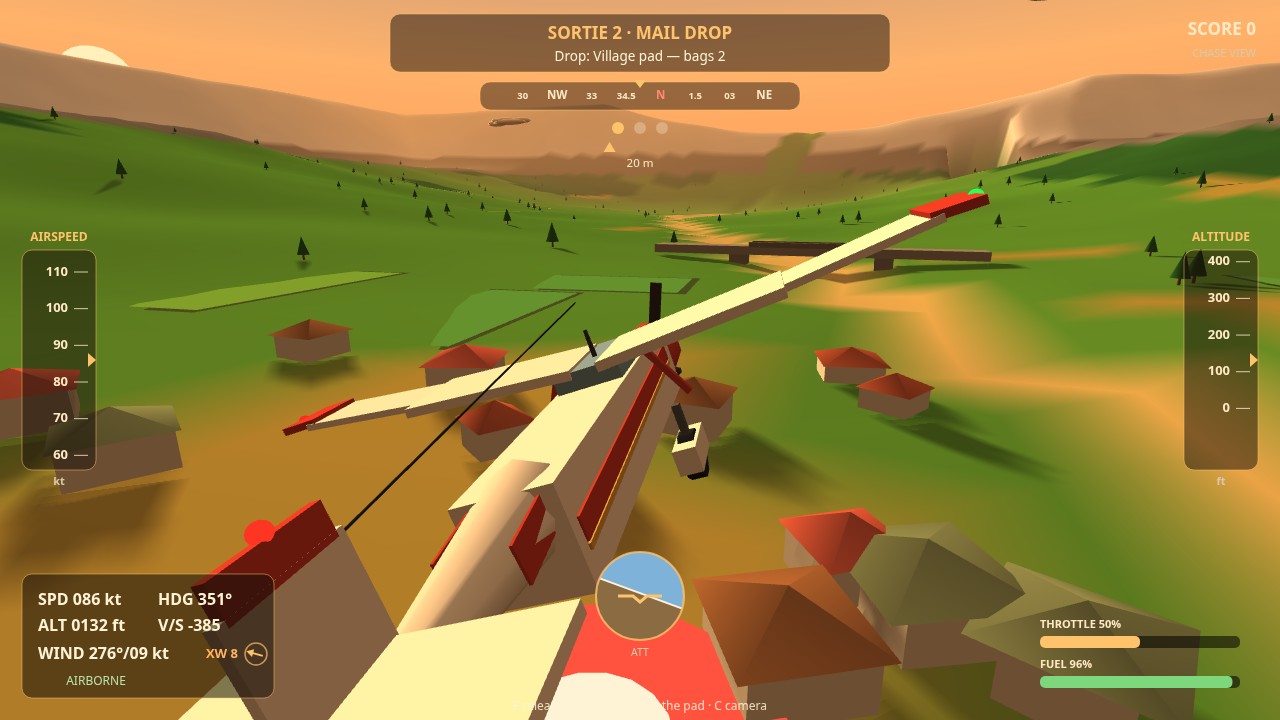 SORTIE 2 · MAIL DROP
Drop: Village pad — bags 2
SCORE 0
CHASE VIEW
30 NW 33 34.5 N 1.5 03 NE
20 m
AIRSPEED
110
100
90
80
70
60
kt
ALTITUDE
400
300
200
100
0
ft
SPD 086 kt HDG 351°
ALT 0132 ft V/S -385
WIND 276°/09 kt XW 8
AIRBORNE
ATT
THROTTLE 50%
FUEL 96%
the pad · C camera